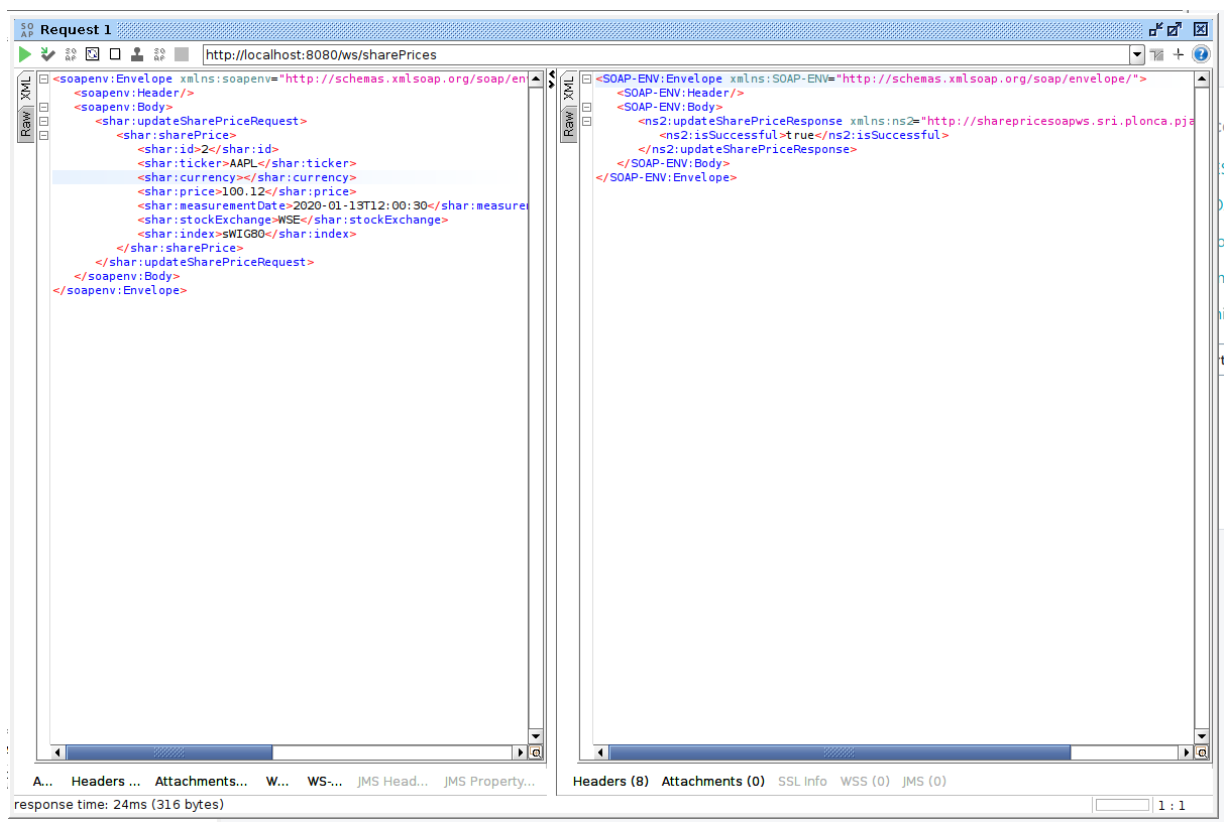 SO AP Request 1
http://localhost:8080/ws/sharePrices
XML
Raw
<soapenv:Envelope xmlns:soapenv="http://schemas.xmlsoap.org/soap/en
<soapenv:Header/>
<soapenv:Body>
<shar:updateSharePriceRequest>
<shar:sharePrice>
<shar:id>2</shar:id>
<shar:ticker>AAPL</shar:ticker>
<shar:currency></shar:currency>
<shar:price>100.12</shar:price>
<shar:measurementDate>2020-01-13T12:00:30</shar:measurer
<shar:stockExchange>WSE</shar:stockExchange>
<shar:index>sWIG80</shar:index>
</shar:sharePrice>
</shar:updateSharePriceRequest>
</soapenv:Body>
</soapenv:Envelope>
XML
Raw
<SOAP-ENV:Envelope xmlns:SOAP-ENV="http://schemas.xmlsoap.org/soap/envelope/">
<SOAP-ENV:Header/>
<SOAP-ENV:Body>
<ns2:updateSharePriceResponse xmlns:ns2="http://sharepricesoapws.sri.plonca.pja
<ns2:isSuccessful>true</ns2:isSuccessful>
</ns2:updateSharePriceResponse>
</SOAP-ENV:Body>
</SOAP-ENV:Envelope>
A... Headers ... Attachments... W... WS-... JMS Head... JMS Property...
Headers (8) Attachments (0) SSL Info WSS (0) JMS (0)
response time: 24ms (316 bytes)
1 : 1